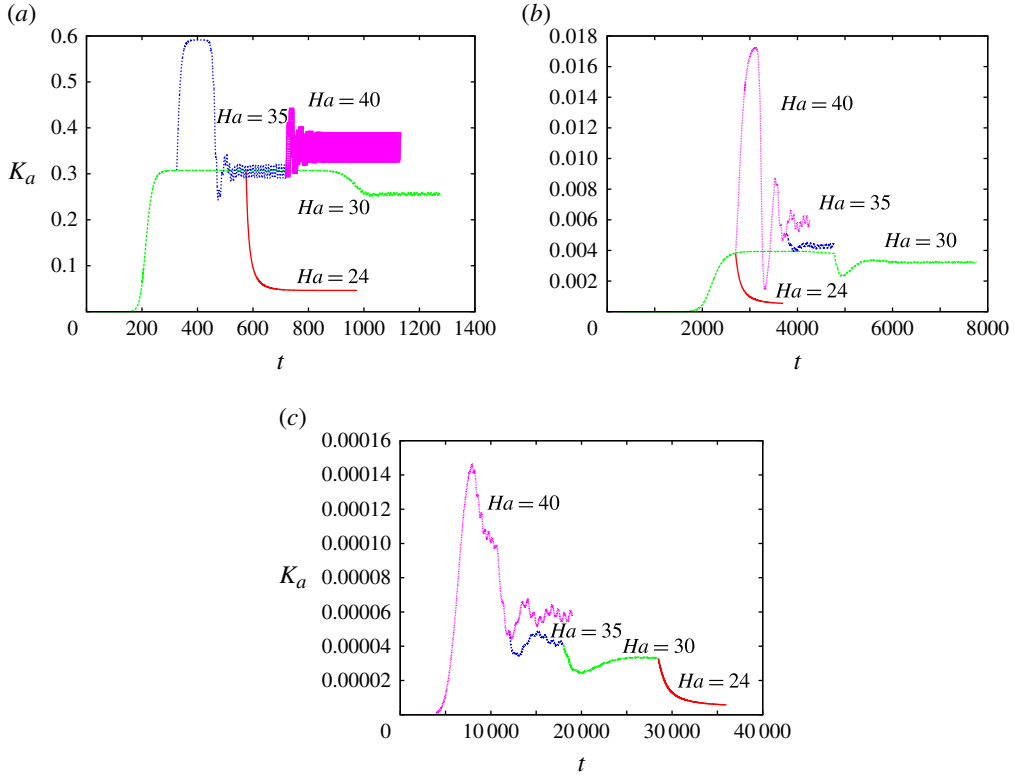 (a)
0.6
0.5
0.4
0.3
0.2
0.1
K_a
Ha = 35
Ha = 40
Ha = 30
Ha = 24
0 200 400 600 800 1000 1200 1400
t
(b)
0.018
0.016
0.014
0.012
0.010
0.008
0.006
0.004
0.002
Ha = 40
Ha = 35
Ha = 30
Ha = 24
0 2000 4000 6000 8000
t
(c)
0.00016
0.00014
0.00012
0.00010
0.00008
0.00006
0.00004
0.00002
K_a
Ha = 40
Ha = 35
Ha = 30
Ha = 24
0 10 000 20 000 30 000 40 000
t